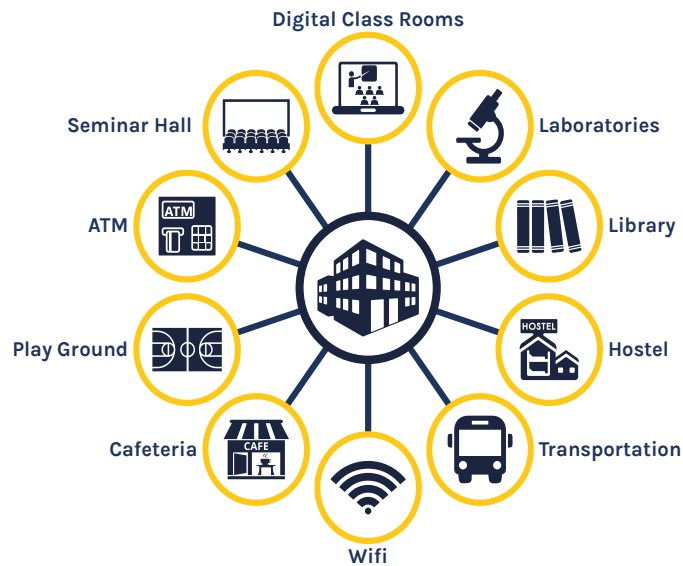 Digital Class Rooms
Seminar Hall
Laboratories
ATM
ATM
Library
HOSTEL
Play Ground
Hostel
CAFE
Cafeteria
Transportation
Wifi